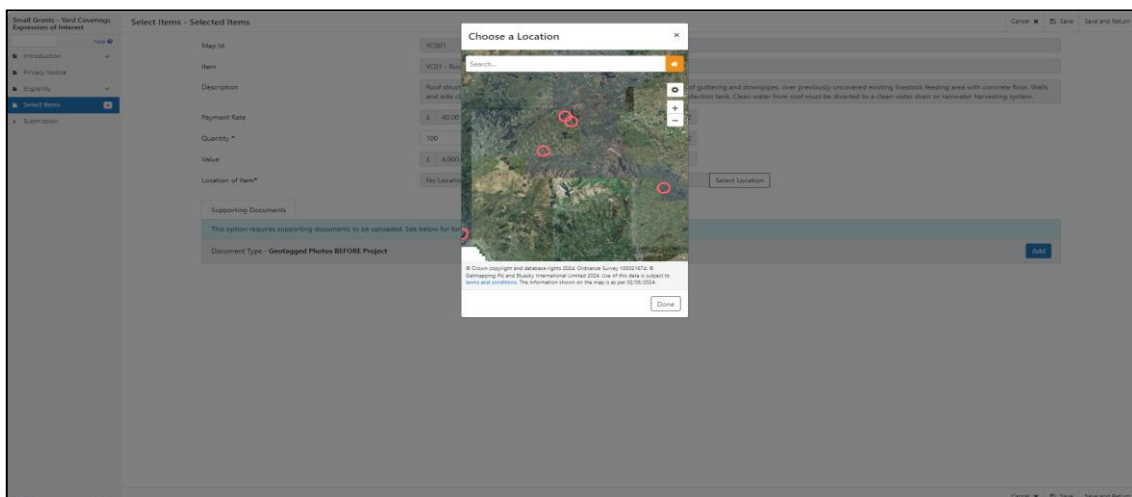 Small Grants - Yard Coverings
Expression of Interest
Select Items - Selected Items
Cancel ✖ Save Save and Return
Help
Introduction
Privacy Notice
Eligibility
Select Items
Submission
Map Id
VC001
Item
Description
Roof struct
of guttering and downpipes, over previously uncovered existing livestock feeding area with concrete floor. Walls
and side cl
llection tank. Clean water from roof must be diverted to a clean water drain or rainwater harvesting system.
Payment Rate
£ 40.00
Quantity *
100
Value
£ 4,000.
Location of Item*
No Location
Select Location
Supporting Documents
This option requires supporting documents to be uploaded. See below for fur
Document Type - Geotagged Photos BEFORE Project
Add
Choose a Location
×
Search...
+
−
© Crown copyright and database rights 2024. Ordnance Survey 100021874. ©
Getmapping Plc and Bluesky International Limited 2024. Use of this data is subject to
terms and conditions. The information shown on the map is as per 02/05/2024.
Done
Cancel ✖ Save Save and Return